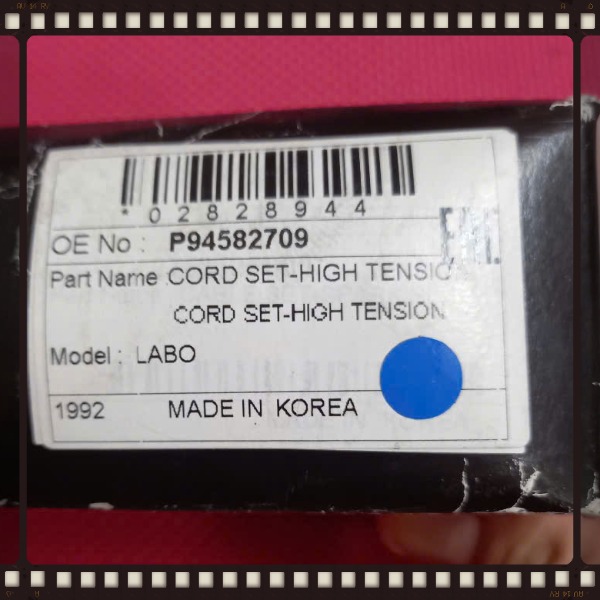 * 02828944
OE No : P94582709
Part Name : CORD SET-HIGH TENSIO
CORD SET-HIGH TENSION
Model : LABO
1992 MADE IN KOREA